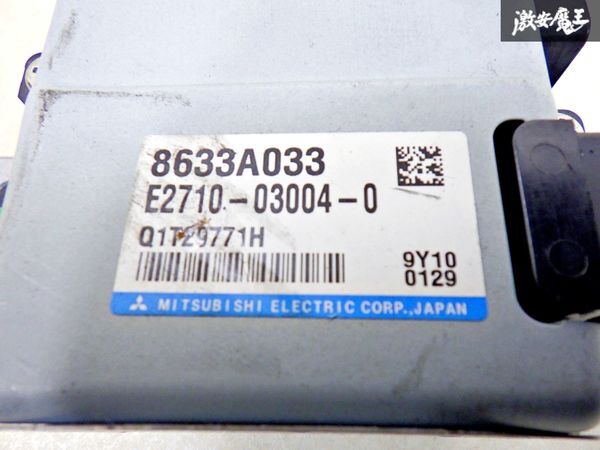 激安魔王
8633A033
E2710-03004-0
Q1T29771H
9Y10
0129
MITSUBISHI ELECTRIC CORP.,JAPAN